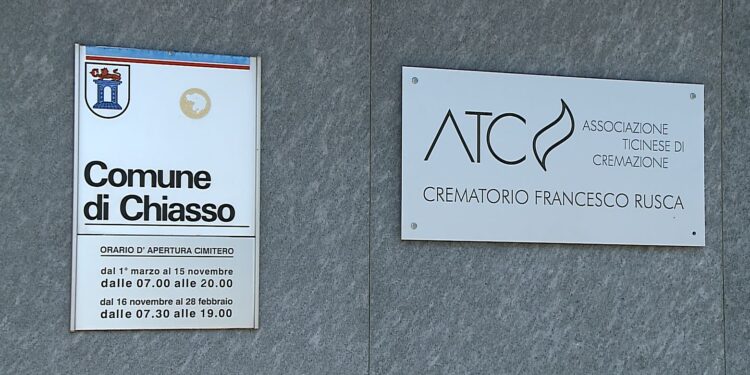 Comune
di Chiasso
ORARIO D' APERTURA CIMITERO
dal 1° marzo al 15 novembre
dalle 07.00 alle 20.00
dal 16 novembre al 28 febbraio
dalle 07.30 alle 19.00
ATC
ASSOCIAZIONE
TICINESE DI
CREMAZIONE
CREMATORIO FRANCESCO RUSCA